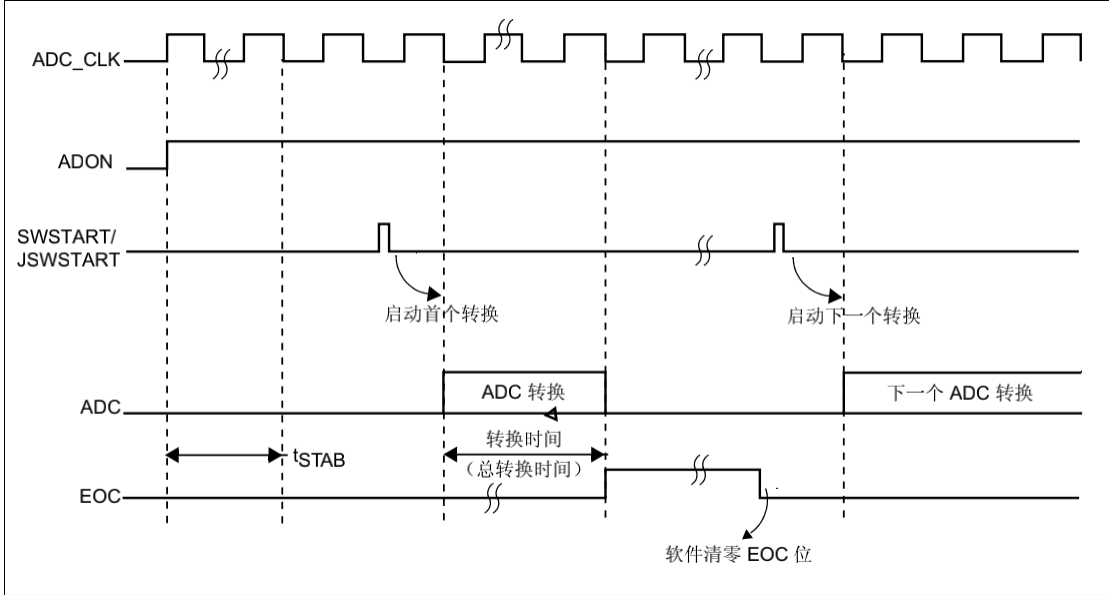 ADC_CLK
ADON
SWSTART/
JSWSTART
启动首个转换
启动下一个转换
ADC
ADC 转换
下一个 ADC 转换
tSTAB
转换时间
（总转换时间）
EOC
软件清零 EOC 位